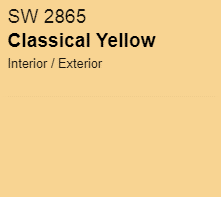 SW 2865
Classical Yellow
Interior / Exterior